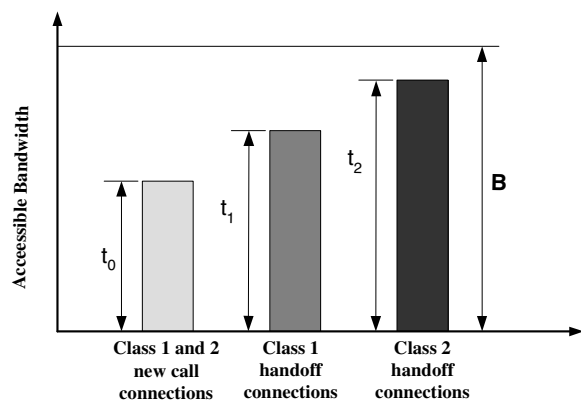 Acceessible Bandwidth
t0
t1
t2
B
Class 1 and 2
new call
connections
Class 1
handoff
connections
Class 2
handoff
connections